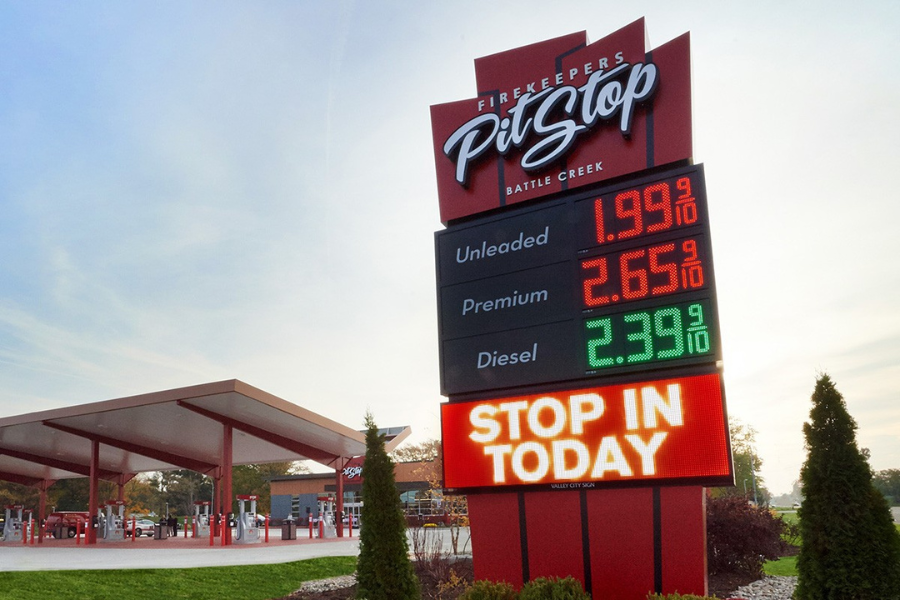 FIREKEEPERS
PitStop
BATTLE CREEK
Unleaded 1.99 9/10
Premium 2.65 9/10
Diesel 2.39 9/10
STOP IN
TODAY
VALLEY CITY SIGN